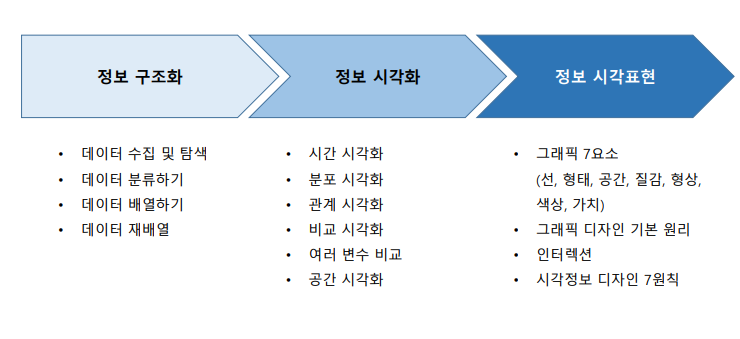 정보 구조화
정보 시각화
정보 시각표현
• 데이터 수집 및 탐색
• 데이터 분류하기
• 데이터 배열하기
• 데이터 재배열
• 시간 시각화
• 분포 시각화
• 관계 시각화
• 비교 시각화
• 여러 변수 비교
• 공간 시각화
• 그래픽 7요소
(선, 형태, 공간, 질감, 형상,
색상, 가치)
• 그래픽 디자인 기본 원리
• 인터렉션
• 시각정보 디자인 7원칙